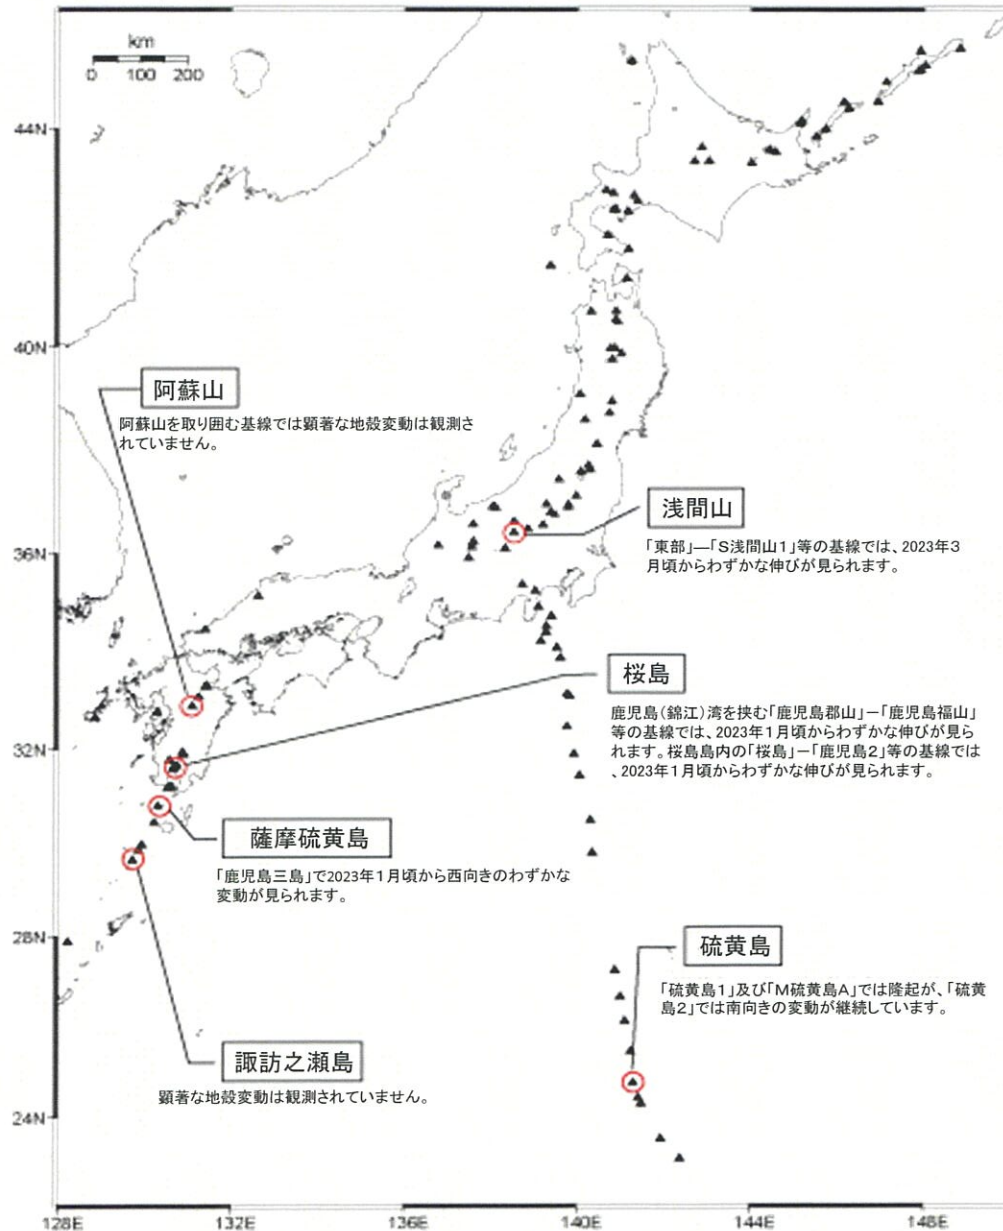 km
0 100 200
44N
40N
阿蘇山
阿蘇山を取り囲む基線では顕著な地殻変動は観測さ
れていません。
浅間山
36N
「東部」―「S浅間山1」等の基線では、2023年3
月頃からわずかな伸びが見られます。
桜島
鹿児島(錦江)湾を挟む「鹿児島郡山」－「鹿児島福山」
等の基線では、2023年1月頃からわずかな伸びが見ら
れます。桜島島内の「桜島」－「鹿児島2」等の基線では
、2023年1月頃からわずかな伸びが見られます。
32N
薩摩硫黄島
「鹿児島三島」で2023年1月頃から西向きのわずかな
変動が見られます。
28N
硫黄島
「硫黄島1」及び「M硫黄島A」では隆起が、「硫黄
島2」では南向きの変動が継続しています。
諏訪之瀬島
顕著な地殻変動は観測されていません。
24N
128E 132E 136E 140E 144E 148E